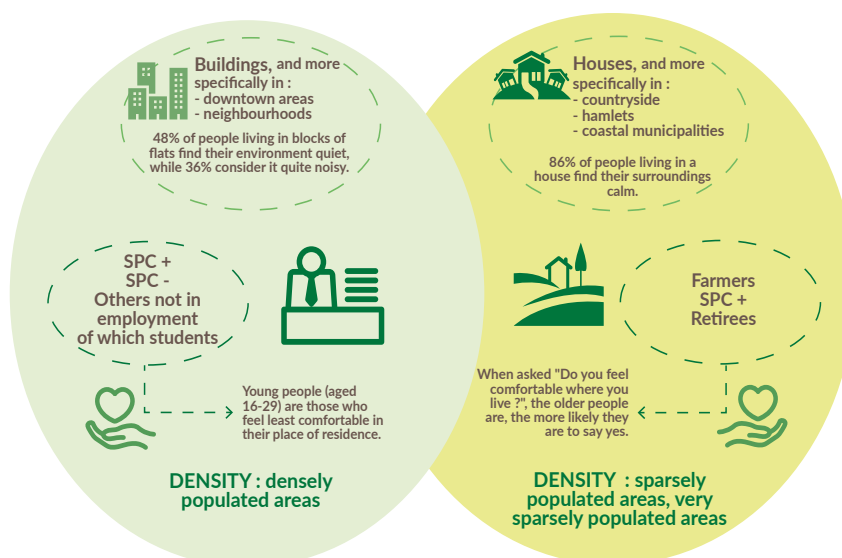 Buildings, and more
specifically in :
- downtown areas
- neighbourhoods
48% of people living in blocks of
flats find their environment quiet,
while 36% consider it quite noisy.
SPC +
SPC -
Others not in
employment
of which students
Young people (aged
16-29) are those who
feel least comfortable in
their place of residence.
DENSITY : densely
populated areas
Houses, and more
specifically in :
- countryside
- hamlets
- coastal municipalities
86% of people living in a
house find their surroundings
calm.
Farmers
SPC +
Retirees
When asked "Do you feel
comfortable where you
live ?", the older people
are, the more likely they
are to say yes.
DENSITY : sparsely
populated areas, very
sparsely populated areas